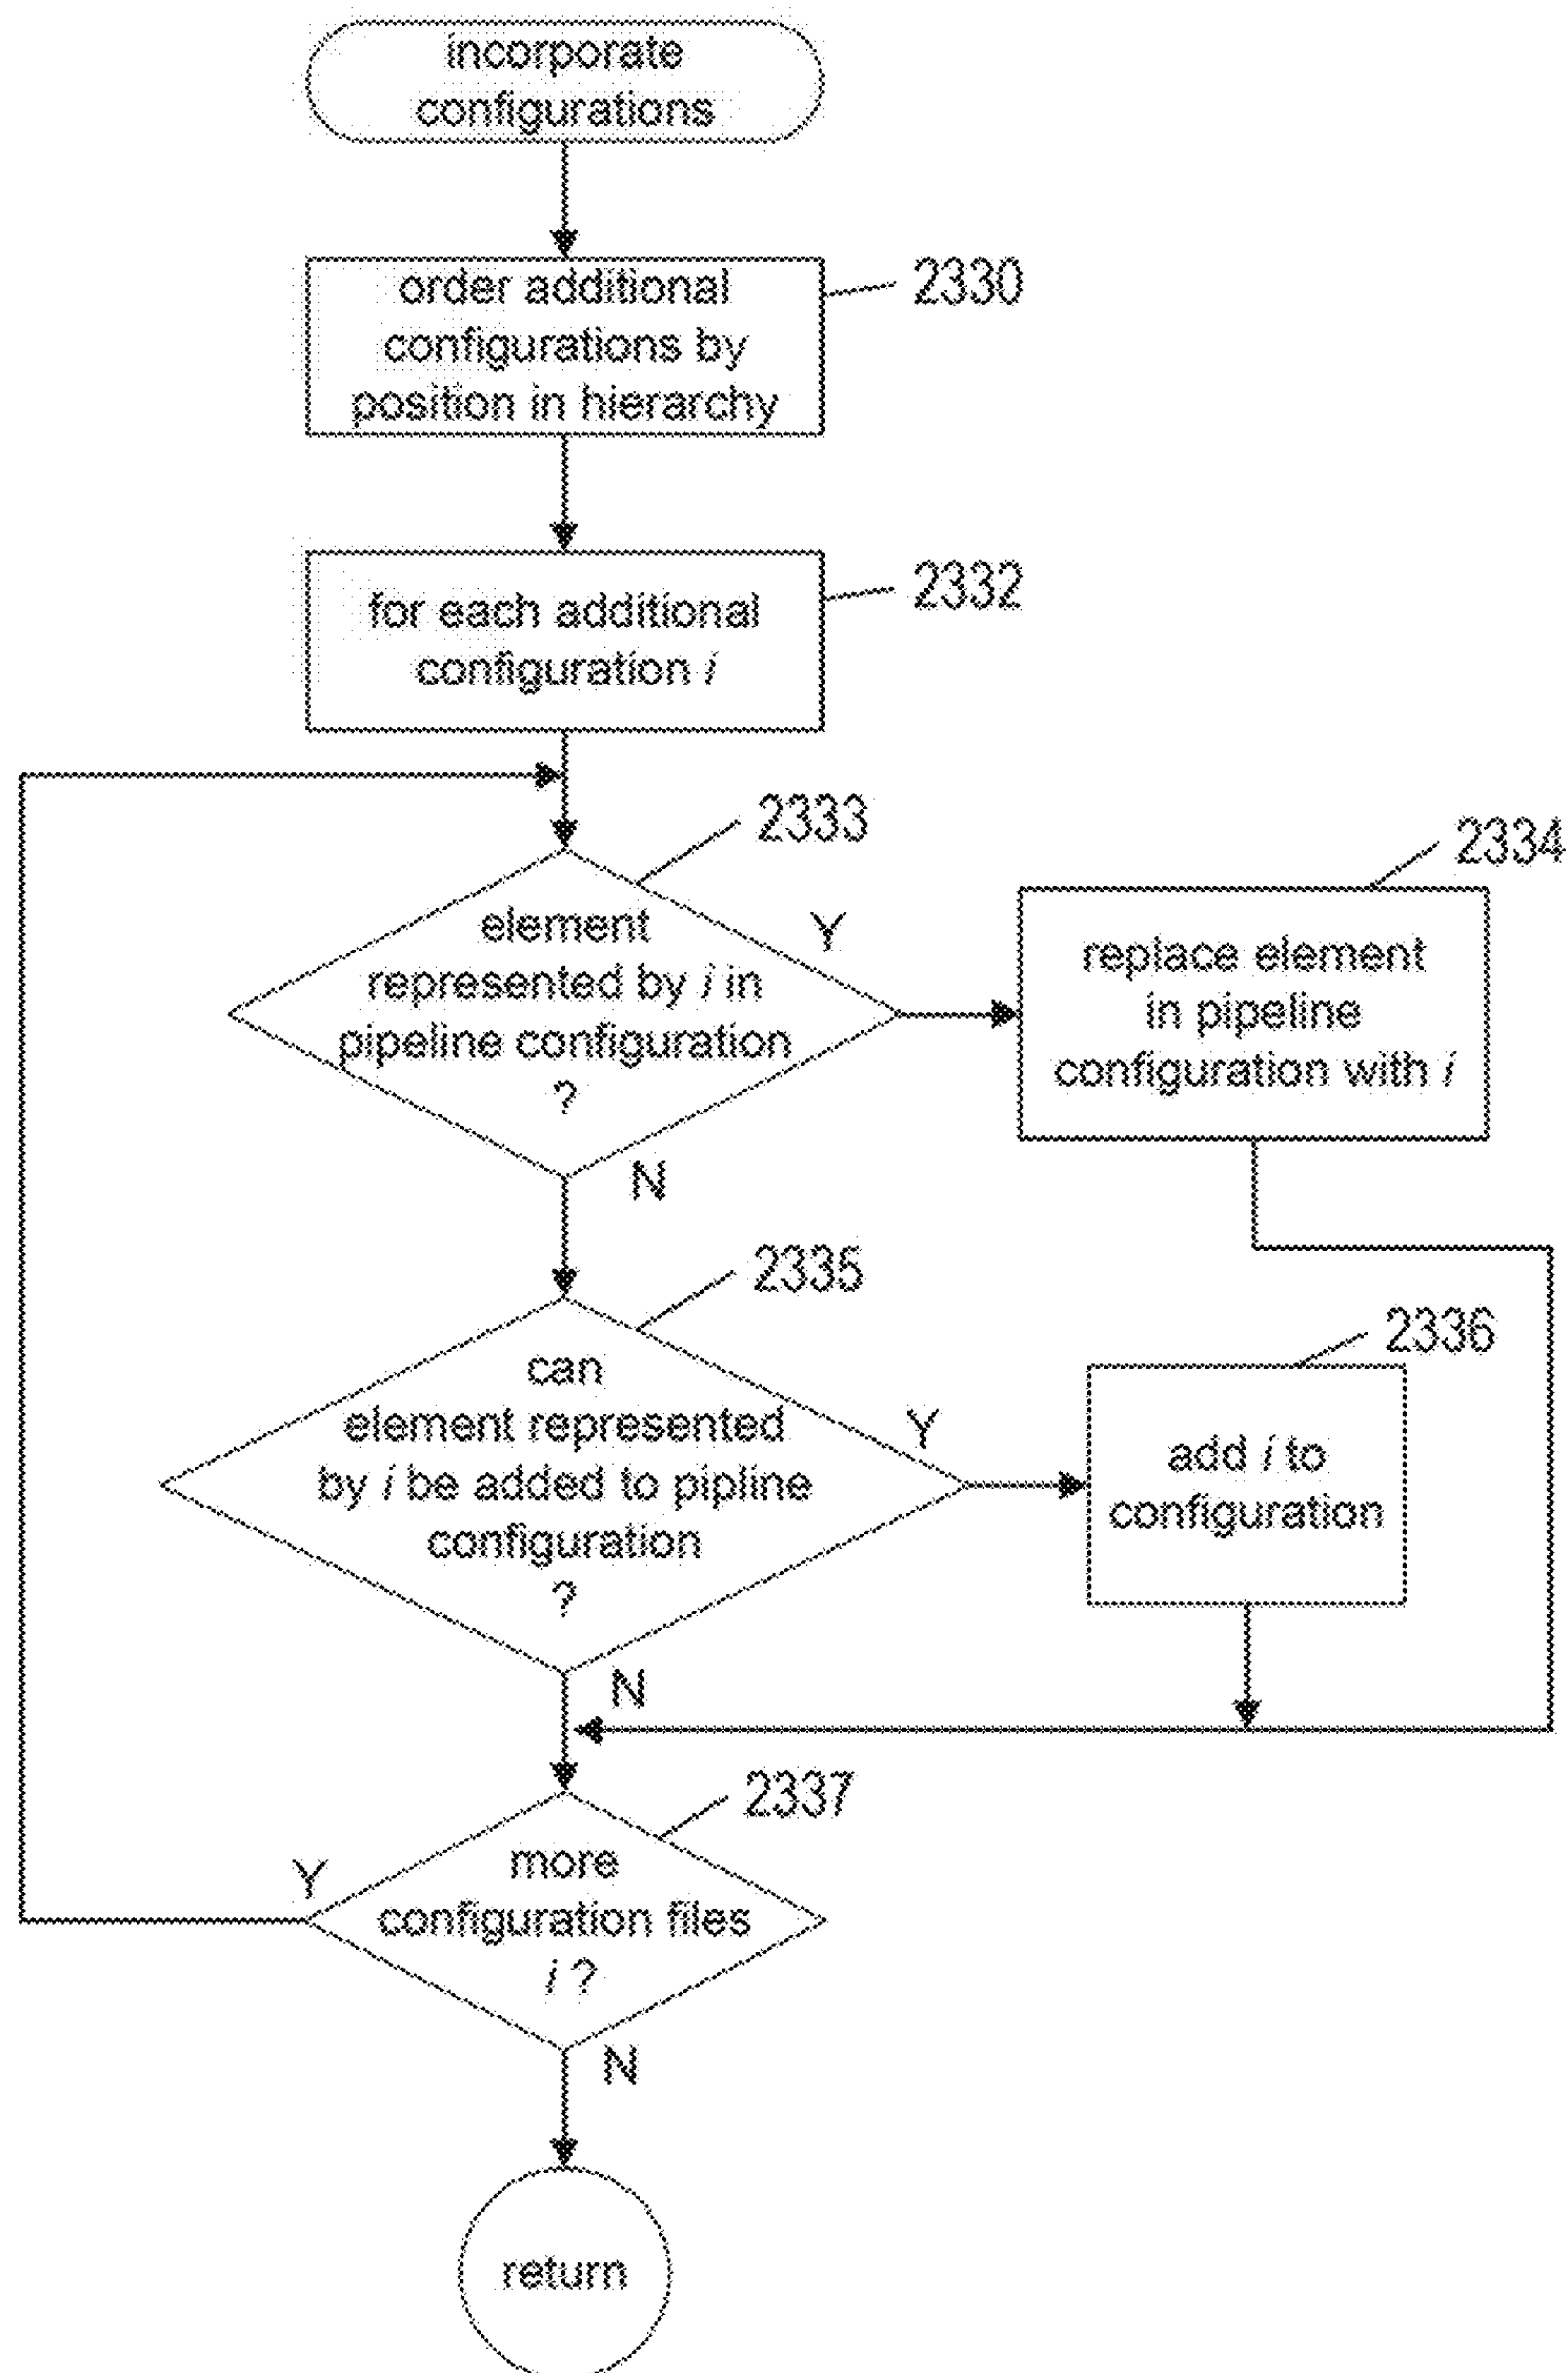 incorporate
configurations
order additional
configurations by
position in hierarchy
2330
for each additional
configuration i
2332
2333
element
represented by i in
pipeline configuration
?
Y
N
2334
replace element
in pipeline
configuration with i
2335
can
element represented
by i be added to pipline
configuration
?
Y
N
2336
add i to
configuration
2337
more
configuration files
i ?
Y
N
return